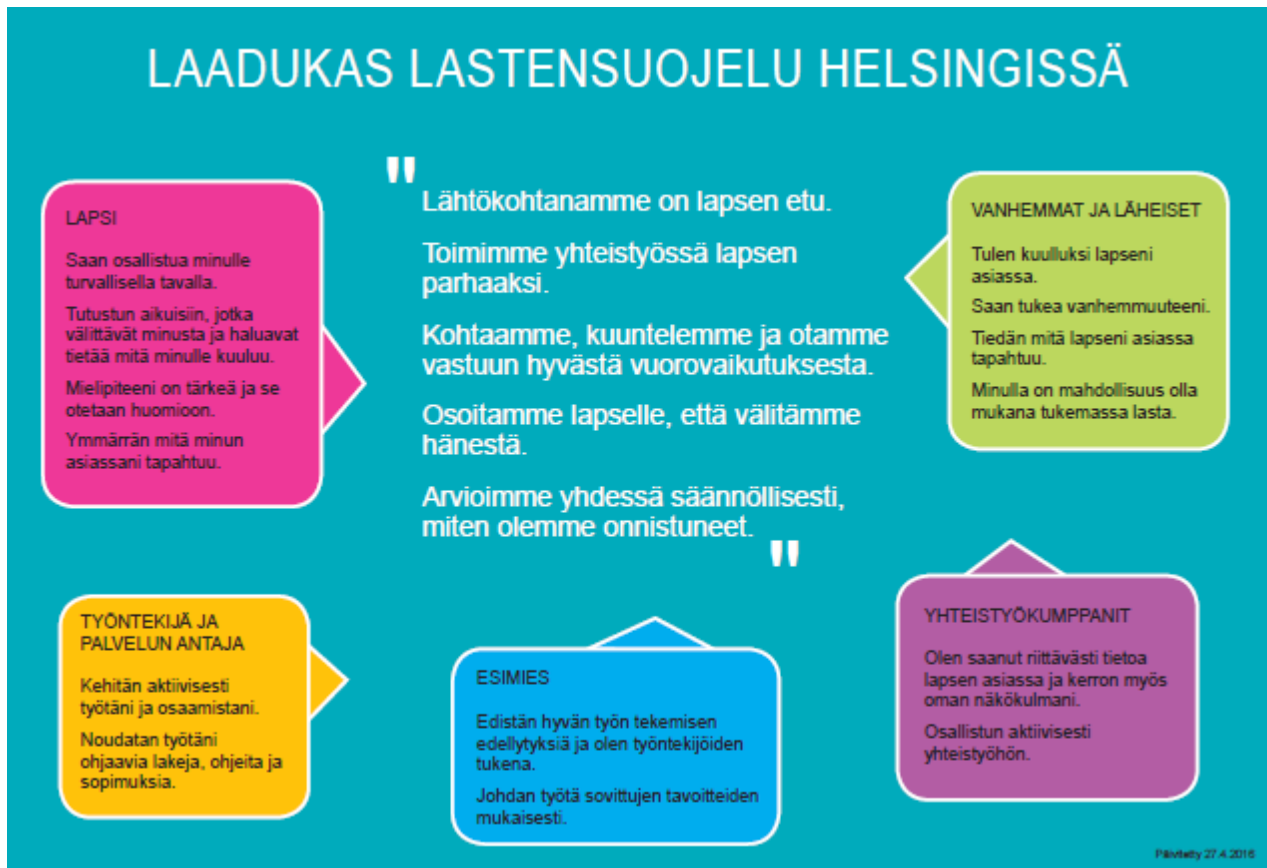 LAADUKAS LASTENSUOJELU HELSINGISSÄ
LAPSI
Saan osallistua minulle
turvallisella tavalla.
Tutustun aikuisiin, jotka
välittävät minusta ja haluavat
tietää mitä minulle kuuluu.
Mielipiteeni on tärkeä ja se
otetaan huomioon.
Ymmärrän mitä minun
asiassani tapahtuu.
"
Lähtökohtanamme on lapsen etu.
Toimimme yhteistyössä lapsen
parhaaksi.
Kohtaamme, kuuntelemme ja otamme
vastuun hyvästä vuorovaikutuksesta.
Osoitamme lapselle, että välitämme
hänestä.
Arvioimme yhdessä säännöllisesti,
miten olemme onnistuneet.
"
VANHEMMAT JA LÄHEISET
Tulen kuulluksi lapseni
asiassa.
Saan tukea vanhemmuuteeni.
Tiedän mitä lapseni asiassa
tapahtuu.
Minulla on mahdollisuus olla
mukana tukemassa lasta.
TYÖNTEKIJÄ JA
PALVELUN ANTAJA
Kehitän aktiivisesti
työtäni ja osaamistani.
Noudatan työtäni
ohjaavia lakeja, ohjeita ja
sopimuksia.
ESIMIES
Edistän hyvän työn tekemisen
edellytyksiä ja olen työntekijöiden
tukena.
Johdan työtä sovittujen tavoitteiden
mukaisesti.
YHTEISTYÖKUMPPANIT
Olen saanut riittävästi tietoa
lapsen asiassa ja kerron myös
oman näkökulmani.
Osallistun aktiivisesti
yhteistyöhön.
Päivitetty 27.4.2016